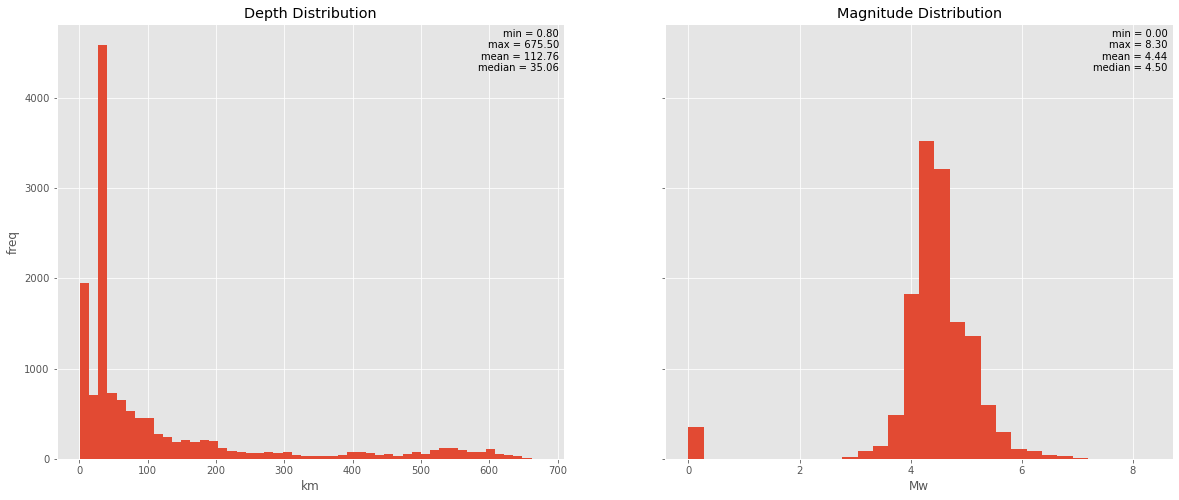 Depth Distribution
min = 0.80
max = 675.50
mean = 112.76
median = 35.06
freq
4000
3000
2000
1000
0
0 100 200 300 400 500 600 700
km
Magnitude Distribution
min = 0.00
max = 8.30
mean = 4.44
median = 4.50
0 2 4 6 8
Mw